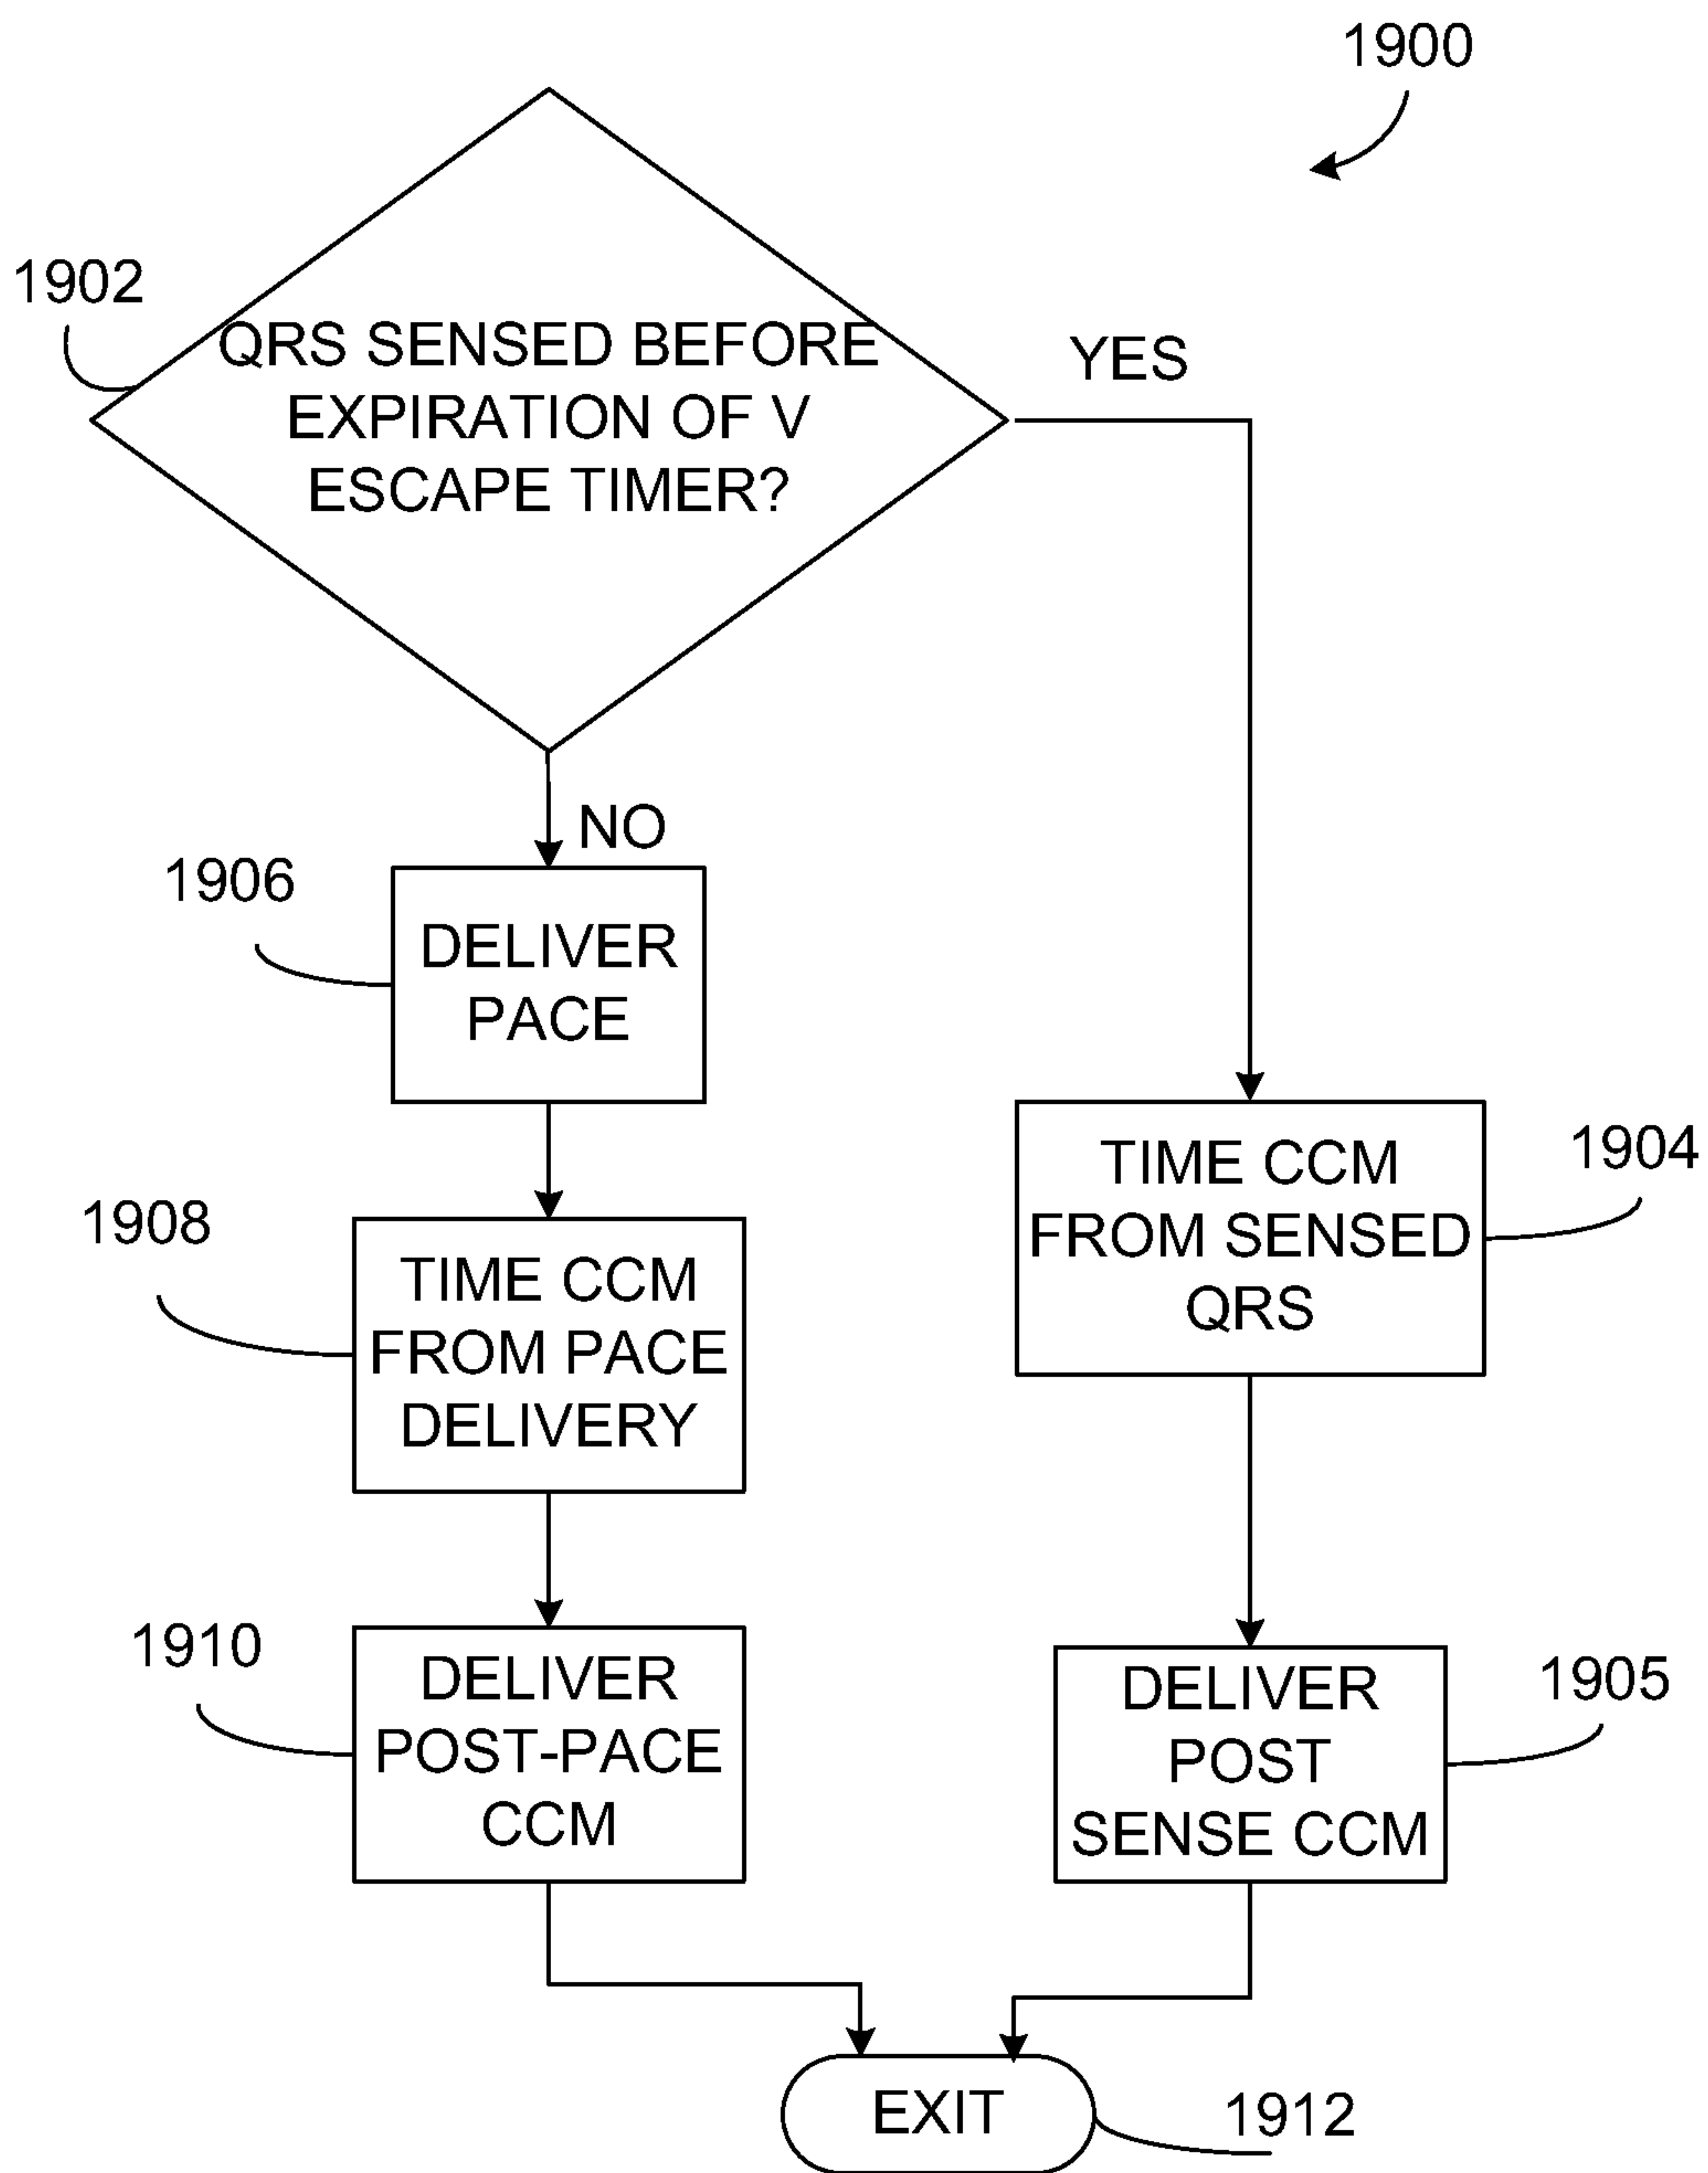 1900
1902
QRS SENSED BEFORE
EXPIRATION OF V
ESCAPE TIMER?
YES
NO
1906
DELIVER
PACE
1904
TIME CCM
FROM SENSED
QRS
1908
TIME CCM
FROM PACE
DELIVERY
1910
DELIVER
POST-PACE
CCM
1905
DELIVER
POST
SENSE CCM
EXIT
1912